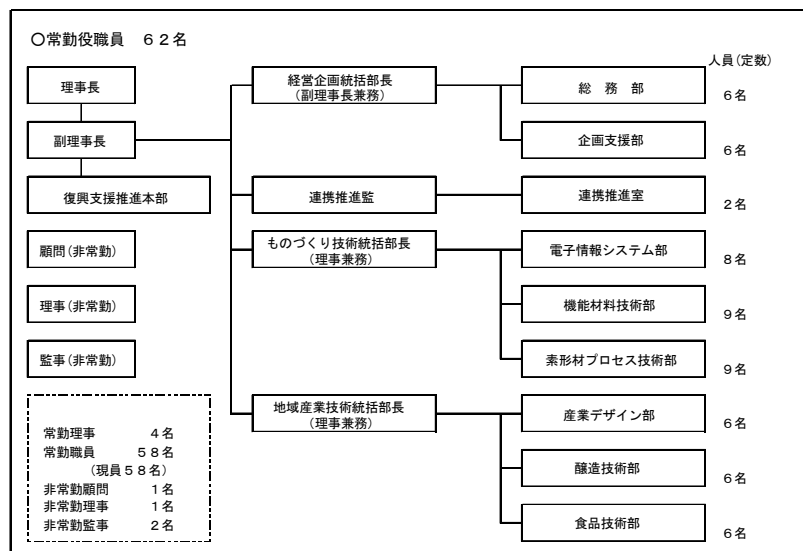 ○常勤役職員 ６２名
人員(定数)
理事長
副理事長
復興支援推進本部
顧問(非常勤)
理事(非常勤)
監事(非常勤)
常勤理事 ４名
常勤職員 ５８名
(現員５８名)
非常勤顧問 １名
非常勤理事 １名
非常勤監事 ２名
経営企画統括部長
(副理事長兼務)
総 務 部 ６名
企画支援部 ６名
連携推進監
連携推進室 ２名
ものづくり技術統括部長
(理事兼務)
電子情報システム部 ８名
機能材料技術部 ９名
素形材プロセス技術部 ９名
地域産業技術統括部長
(理事兼務)
産業デザイン部 ６名
醸造技術部 ６名
食品技術部 ６名